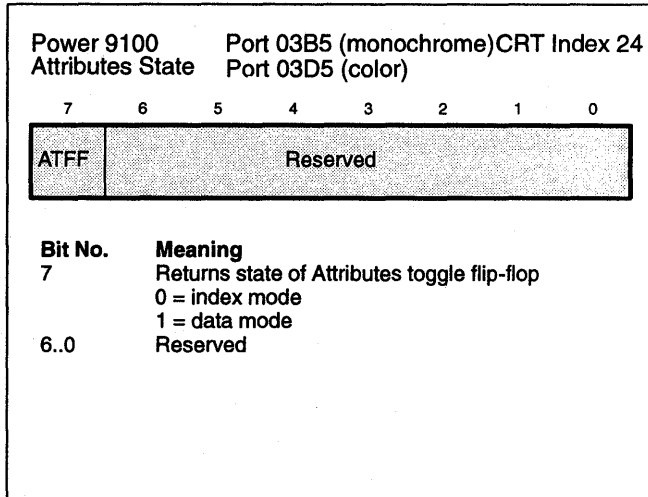 Power 9100 Port 03B5 (monochrome)CRT Index 24
Attributes State Port 03D5 (color)
7 6 5 4 3 2 1 0
ATFF Reserved
Bit No. Meaning
7 Returns state of Attributes toggle flip-flop
0 = index mode
1 = data mode
6..0 Reserved